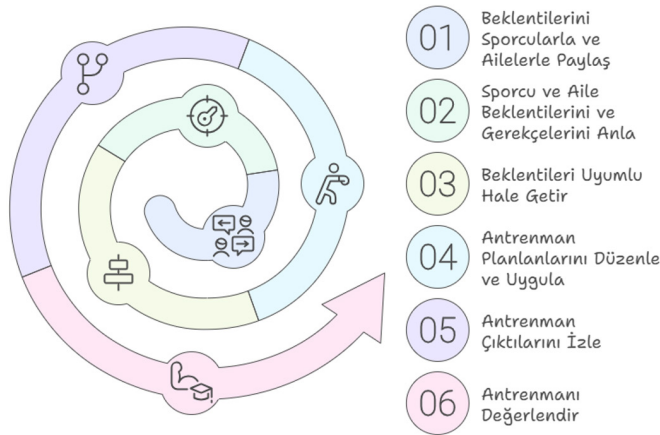 01
Beklentilerini
Sporcularla ve
Ailelerle Paylaş
02
Sporcu ve Aile
Beklentilerini ve
Gerekçelerini Anla
03
Beklentileri Uyumlu
Hale Getir
04
Antrenman
Planlanlarını Düzenle
ve Uygula
05
Antrenman
Çıktılarını İzle
06
Antrenmanı
Değerlendir